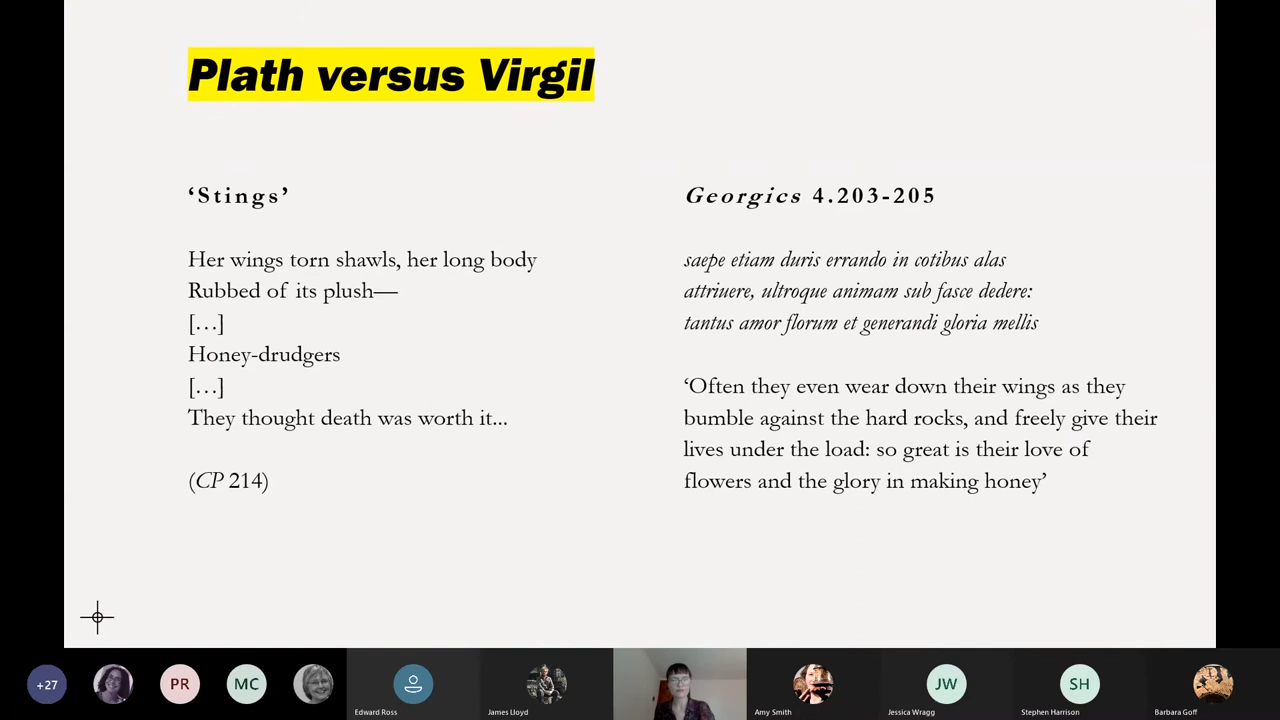 Plath versus Virgil
‘Stings’
Her wings torn shawls, her long body
Rubbed of its plush—
[…]
Honey-drudgers
[…]
They thought death was worth it...
(CP 214)
Georgics 4.203-205
saepe etiam duris errando in cotibus alas
attriuere, ultroque animam sub fasce dedere:
tantus amor florum et generandi gloria mellis
‘Often they even wear down their wings as they
bumble against the hard rocks, and freely give their
lives under the load: so great is their love of
flowers and the glory in making honey’
+27
PR
MC
Edward Ross
James Lloyd
Amy Smith
JW
Jessica Wragg
SH
Stephen Harrison
Barbara Goff